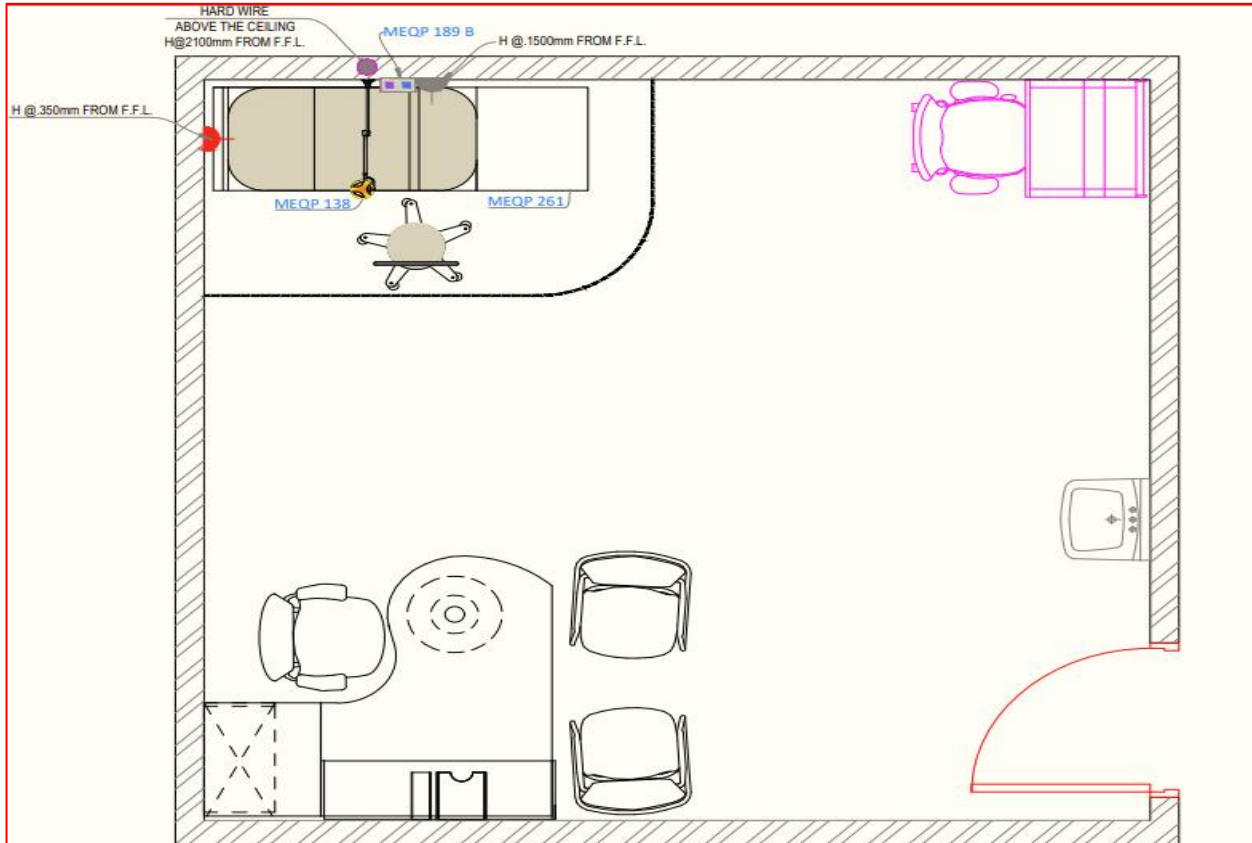 HARD WIRE
ABOVE THE CEILING
H@2100mm FROM F.F.L.
MEQP 189 B
H @.1500mm FROM F.F.L.
H @.350mm FROM F.F.L.
MEQP 138
MEQP 261